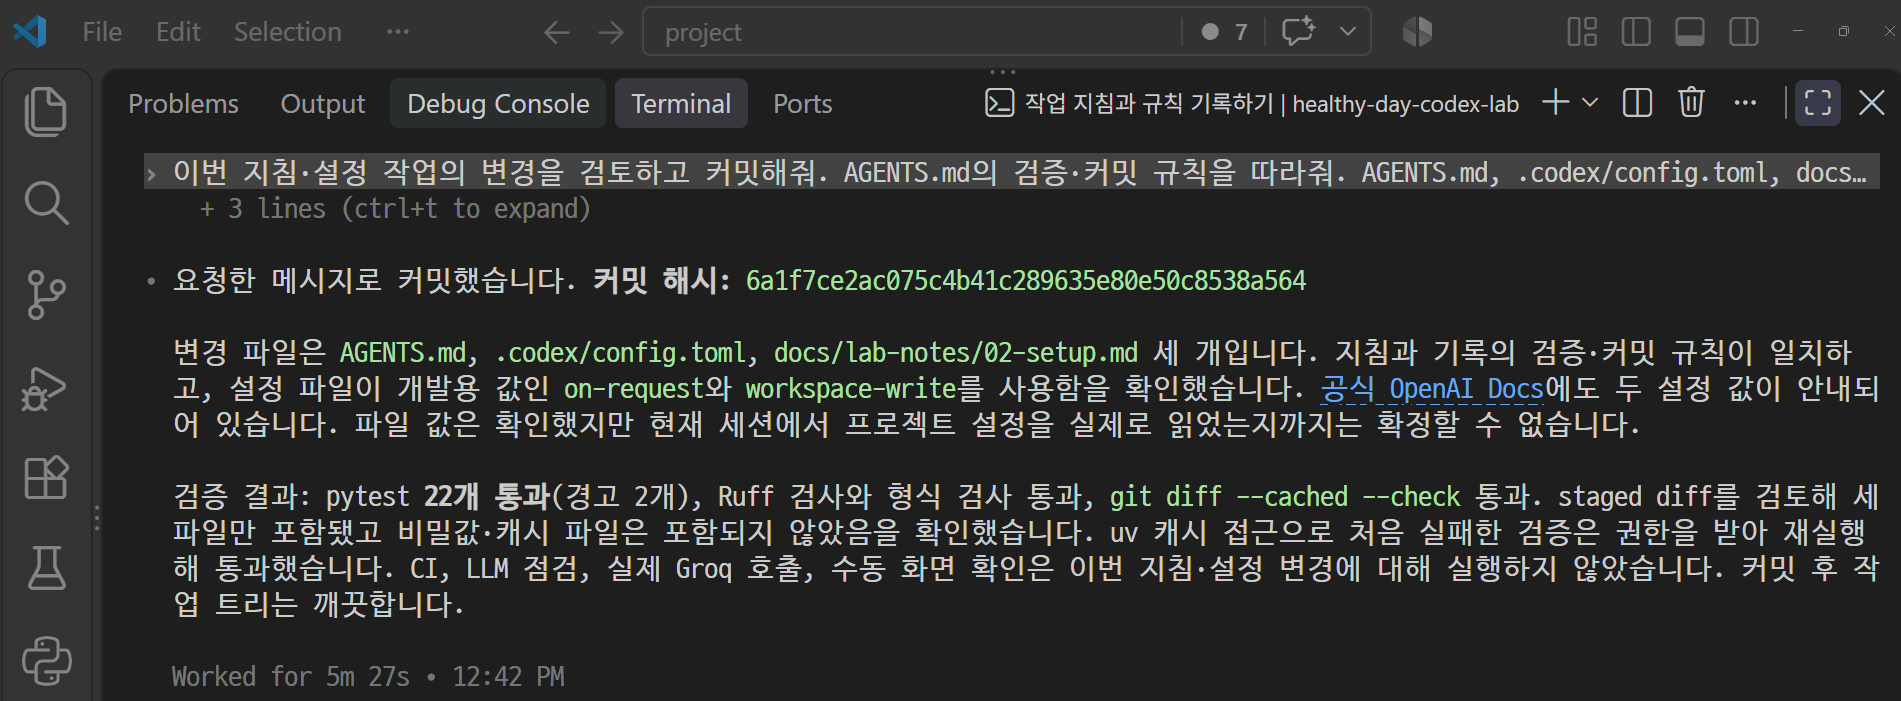 File Edit Selection ··· project 7
Problems Output Debug Console Terminal Ports 작업 지침과 규칙 기록하기 | healthy-day-codex-lab
› 이번 지침·설정 작업의 변경을 검토하고 커밋해줘. AGENTS.md의 검증·커밋 규칙을 따라줘. AGENTS.md, .codex/config.toml, docs…
+ 3 lines (ctrl+t to expand)
• 요청한 메시지로 커밋했습니다. 커밋 해시: 6a1f7ce2ac075c4b41c289635e80e50c8538a564
변경 파일은 AGENTS.md, .codex/config.toml, docs/lab-notes/02-setup.md 세 개입니다. 지침과 기록의 검증·커밋 규칙이 일치하
고, 설정 파일이 개발용 값인 on-request와 workspace-write를 사용함을 확인했습니다. 공식 OpenAI Docs에도 두 설정 값이 안내되
어 있습니다. 파일 값은 확인했지만 현재 세션에서 프로젝트 설정을 실제로 읽었는지까지는 확정할 수 없습니다.
검증 결과: pytest 22개 통과(경고 2개), Ruff 검사와 형식 검사 통과, git diff --cached --check 통과. staged diff를 검토해 세
파일만 포함됐고 비밀값·캐시 파일은 포함되지 않았음을 확인했습니다. uv 캐시 접근으로 처음 실패한 검증은 권한을 받아 재실행
해 통과했습니다. CI, LLM 점검, 실제 Groq 호출, 수동 화면 확인은 이번 지침·설정 변경에 대해 실행하지 않았습니다. 커밋 후 작
업 트리는 깨끗합니다.
Worked for 5m 27s • 12:42 PM